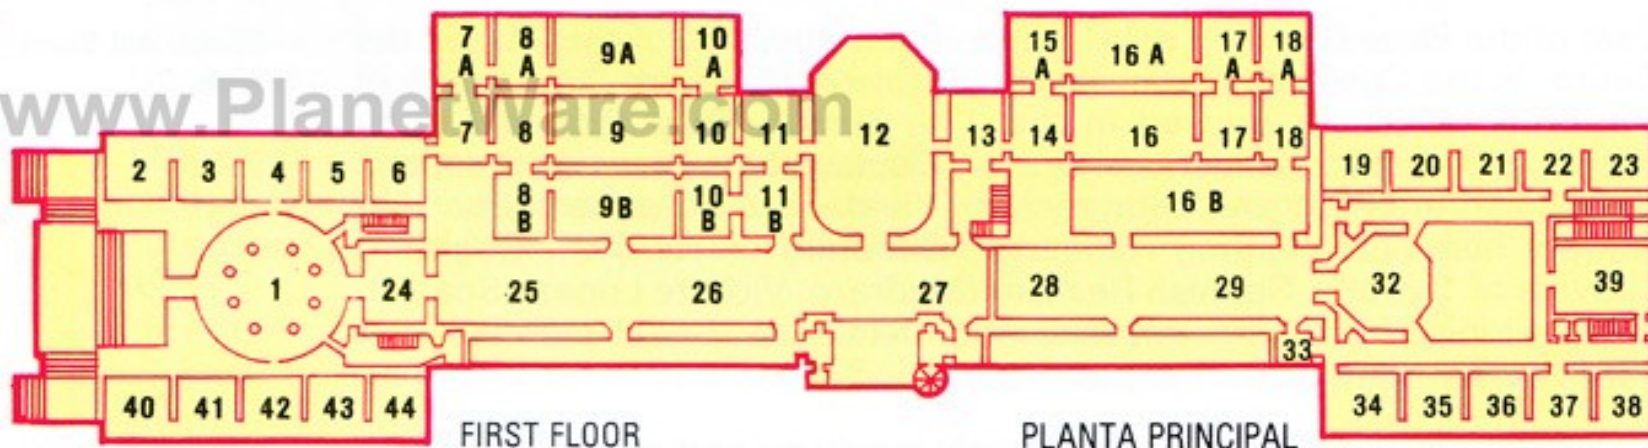 7 A 8 A 9A 10 A 15 A 16 A 17 A 18 A
www.PlanetWare.com
7 8 9 10 11 12 13 14 16 17 18
2 3 4 5 6 19 20 21 22 23
8 B 9B 10 B 11 B 16 B
1 24 25 26 27 28 29 32 39
33
40 41 42 43 44 34 35 36 37 38
FIRST FLOOR PLANTA PRINCIPAL